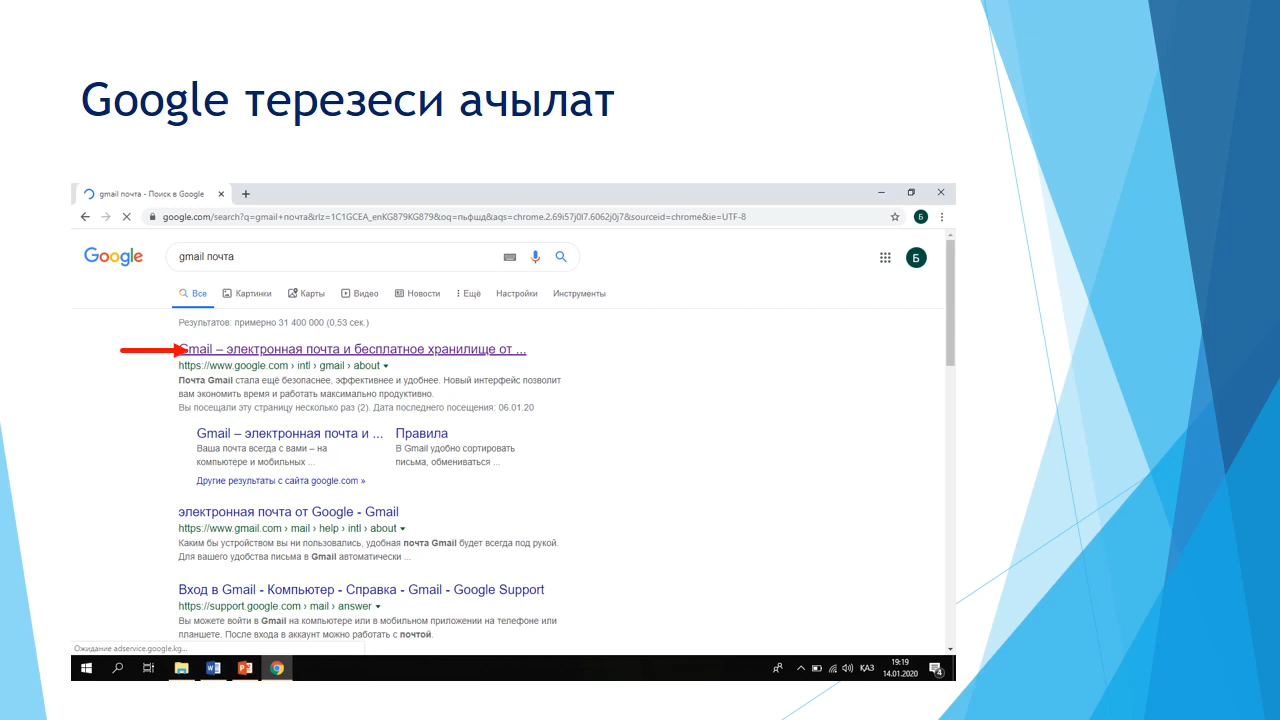 Google терезеси ачылат
gmail почта - Поиск в Google
google.com/search?q=gmail+почта&rlz=1C1GCEA_enKG879KG879&oq=пьфшд&aqs=chrome.2.69i57j0l7.6062j0j7&sourceid=chrome&ie=UTF-8
Б
Google
gmail почта
Б
Все Картинки Карты Видео Новости Ещё Настройки Инструменты
Результатов: примерно 31 400 000 (0,53 сек.)
Gmail – электронная почта и бесплатное хранилище от ...
https://www.google.com › intl › gmail › about
Почта Gmail стала ещё безопаснее, эффективнее и удобнее. Новый интерфейс позволит
вам экономить время и работать максимально продуктивно.
Вы посещали эту страницу несколько раз (2). Дата последнего посещения: 06.01.20
Gmail – электронная почта и ...
Ваша почта всегда с вами – на
компьютере и мобильных ...
Правила
В Gmail удобно сортировать
письма, обмениваться ...
Другие результаты с сайта google.com »
электронная почта от Google - Gmail
https://www.gmail.com › mail › help › intl › about
Каким бы устройством вы ни пользовались, удобная почта Gmail будет всегда под рукой.
Для вашего удобства письма в Gmail автоматически ...
Вход в Gmail - Компьютер - Справка - Gmail - Google Support
https://support.google.com › mail › answer
Вы можете войти в Gmail на компьютере или в мобильном приложении на телефоне или
планшете. После входа в аккаунт можно работать с почтой.
Ожидание adservice.google.kg...
ҚАЗ
19:19
14.01.2020
4